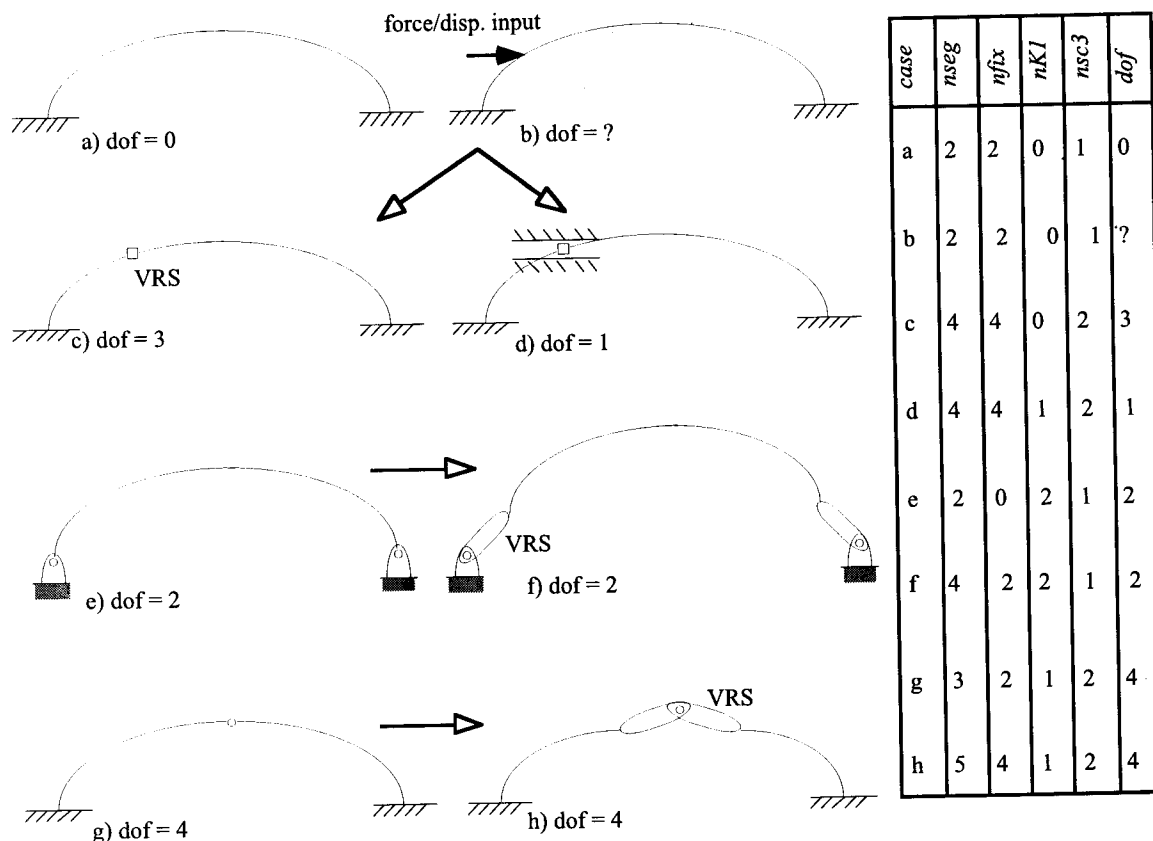 force/disp. input
a) dof = 0
b) dof = ?
VRS
c) dof = 3
d) dof = 1
VRS
e) dof = 2
f) dof = 2
VRS
g) dof = 4
h) dof = 4
case nseg nfix nK1 nsc3 dof
a 2 2 0 1 0
b 2 2 0 1 ?
c 4 4 0 2 3
d 4 4 1 2 1
e 2 0 2 1 2
f 4 2 2 1 2
g 3 2 1 2 4
h 5 4 1 2 4